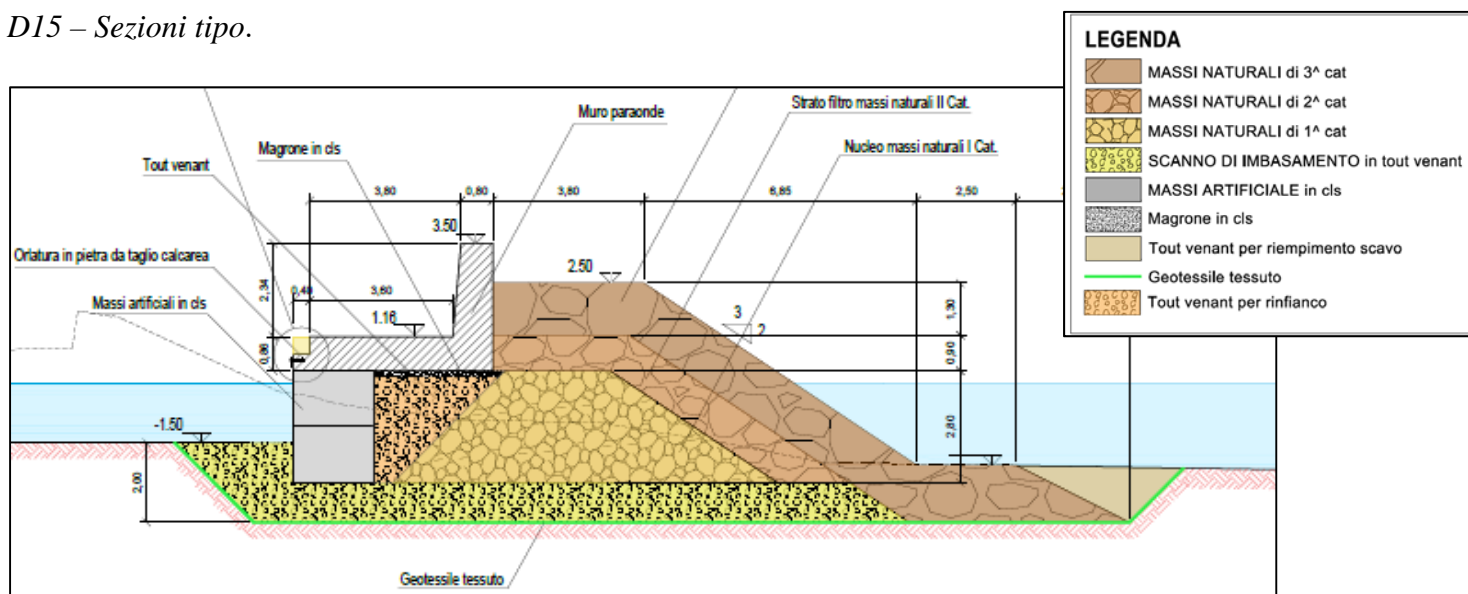 D15 – Sezioni tipo.
LEGENDA
MASSI NATURALI di 3^ cat
MASSI NATURALI di 2^ cat
MASSI NATURALI di 1^ cat
SCANNO DI IMBASAMENTO in tout venant
MASSI ARTIFICIALE in cls
Magrone in cls
Tout venant per riempimento scavo
Geotessile tessuto
Tout venant per rinfianco
Muro paraonde
Strato filtro massi naturali II Cat.
Magrone in cls
Nucleo massi naturali I Cat.
Tout venant
3,60
0,80
3,80
6,85
2,50
3.50
Orlatura in pietra da taglio calcarea
2.50
2,34
0,40
3,60
1,30
Massi artificiali in cls
1.16
3
2
0,86
0,90
-1.50
2,80
2,00
Geotessile tessuto